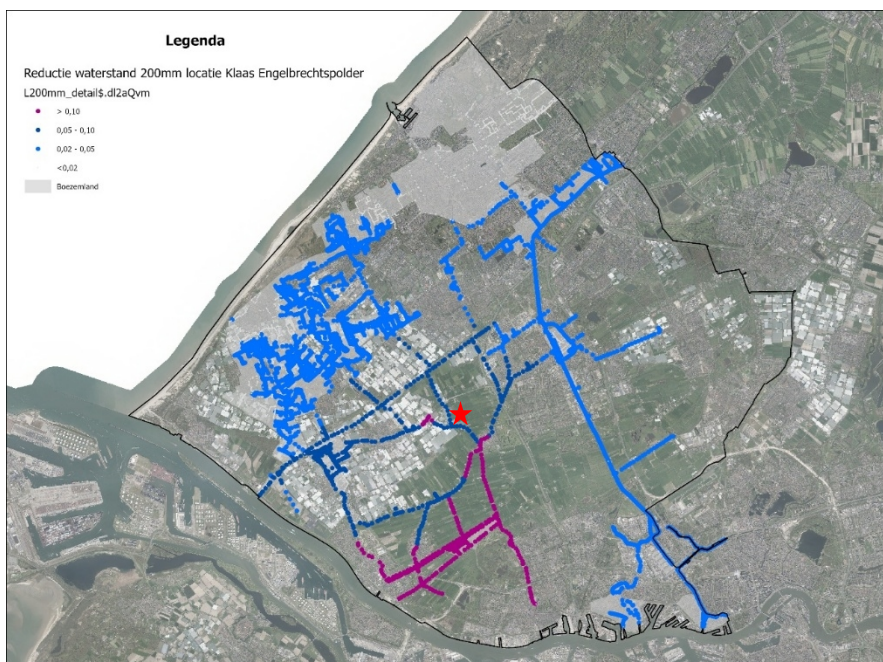 Legenda
Reductie waterstand 200mm locatie Klaas Engelbrechtspolder
L200mm_detail$.dl2aQvm
> 0,10
0,05 - 0,10
0,02 - 0,05
<0,02
Boezemland